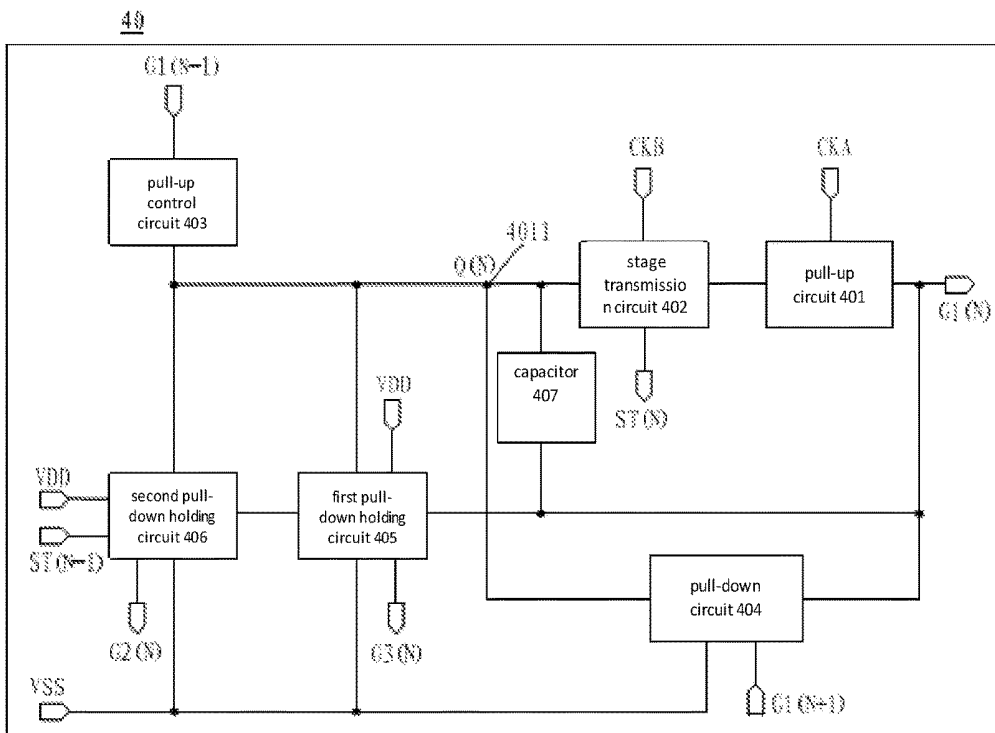 40
G1(N-1)
pull-up
control
circuit 403
CKB
CKA
4011
Q(N)
stage
transmissio
n circuit 402
pull-up
circuit 401
G1(N)
capacitor
407
ST(N)
VDD
VDD
second pull-
down holding
circuit 406
first pull-
down holding
circuit 405
ST(N-1)
pull-down
circuit 404
G2(N)
G3(N)
VSS
G1(N+1)